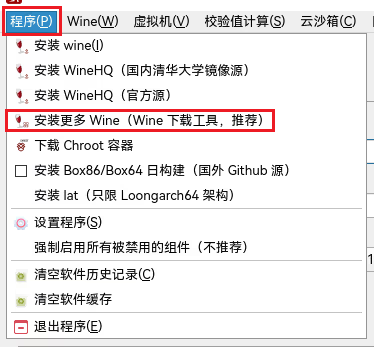 程序(P) Wine(W) 虚拟机(V) 校验值计算(S) 云沙箱(C)
安装 wine(I)
安装 WineHQ（国内清华大学镜像源）
安装 WineHQ（官方源）
安装更多 Wine（Wine 下载工具，推荐）
下载 Chroot 容器
安装 Box86/Box64 日构建（国外 Github 源）
安装 lat（只限 Loongarch64 架构）
设置程序(S)
强制启用所有被禁用的组件（不推荐）
清空软件历史记录(C)
清空软件缓存
退出程序(E)